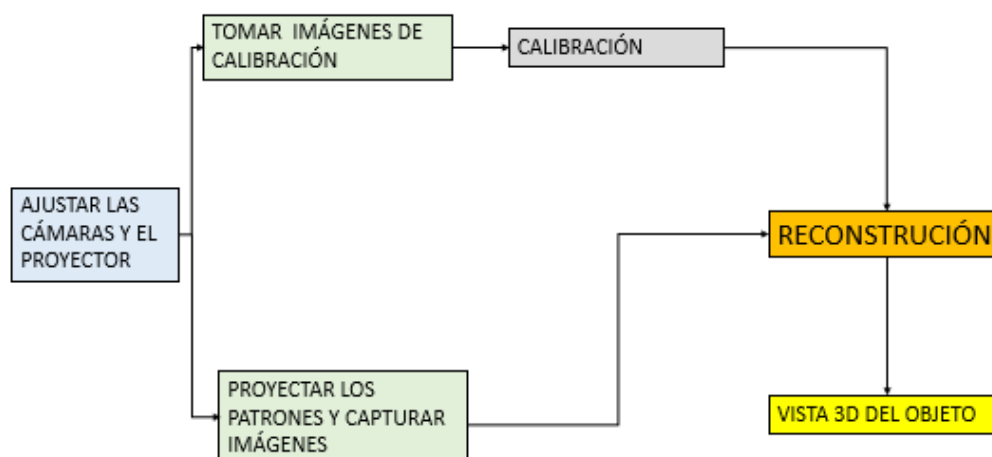 TOMAR IMÁGENES DE
CALIBRACIÓN
CALIBRACIÓN
AJUSTAR LAS
CÁMARAS Y EL
PROYECTOR
RECONSTRUCIÓN
PROYECTAR LOS
PATRONES Y CAPTURAR
IMÁGENES
VISTA 3D DEL OBJETO